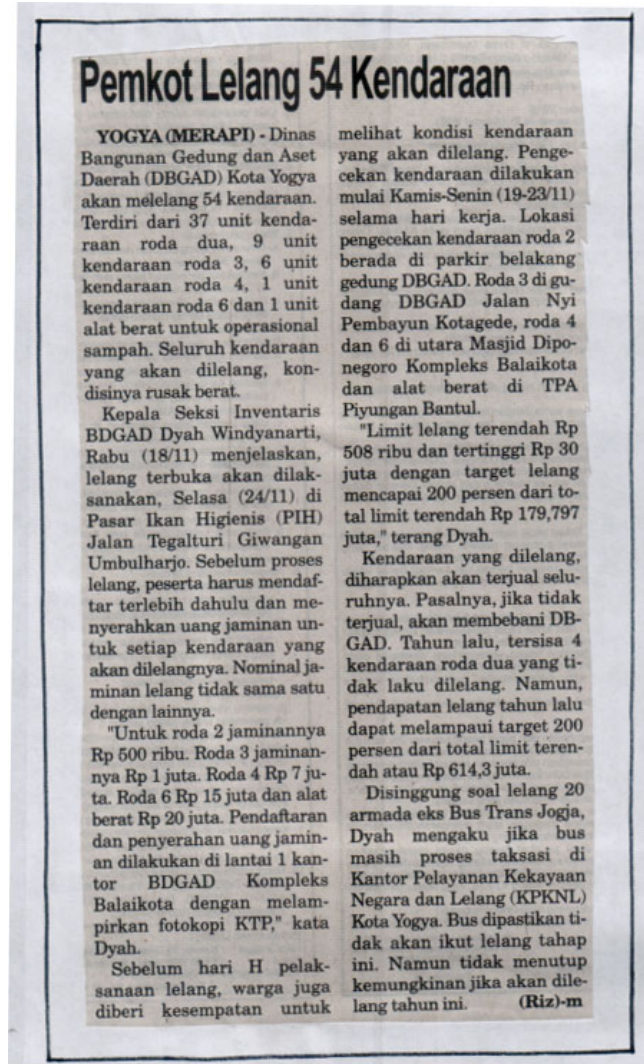 Pemkot Lelang 54 Kendaraan
YOGYA (MERAPI) - Dinas
Bangunan Gedung dan Aset
Daerah (DBGAD) Kota Yogya
akan melelang 54 kendaraan.
Terdiri dari 37 unit kenda-
raan roda dua, 9 unit
kendaraan roda 3, 6 unit
kendaraan roda 4, 1 unit
kendaraan roda 6 dan 1 unit
alat berat untuk operasional
sampah. Seluruh kendaraan
yang akan dilelang, kon-
disinya rusak berat.
Kepala Seksi Inventaris
BDGAD Dyah Windyanarti,
Rabu (18/11) menjelaskan,
lelang terbuka akan dilak-
sanakan, Selasa (24/11) di
Pasar Ikan Higienis (PIH)
Jalan Tegalturi Giwangan
Umbulharjo. Sebelum proses
lelang, peserta harus mendaf-
tar terlebih dahulu dan me-
nyerahkan uang jaminan un-
tuk setiap kendaraan yang
akan dilelangnya. Nominal ja-
minan lelang tidak sama satu
dengan lainnya.
"Untuk roda 2 jaminannya
Rp 500 ribu. Roda 3 jaminan-
nya Rp 1 juta. Roda 4 Rp 7 ju-
ta. Roda 6 Rp 15 juta dan alat
berat Rp 20 juta. Pendaftaran
dan penyerahan uang jamin-
an dilakukan di lantai 1 kan-
tor BDGAD Kompleks
Balaikota dengan melam-
pirkan fotokopi KTP," kata
Dyah.
Sebelum hari H pelak-
sanaan lelang, warga juga
diberi kesempatan untuk
melihat kondisi kendaraan
yang akan dilelang. Penge-
cekan kendaraan dilakukan
mulai Kamis-Senin (19-23/11)
selama hari kerja. Lokasi
pengecekan kendaraan roda 2
berada di parkir belakang
gedung DBGAD. Roda 3 di gu-
dang DBGAD Jalan Nyi
Pembayun Kotagede, roda 4
dan 6 di utara Masjid Dipo-
negoro Kompleks Balaikota
dan alat berat di TPA
Piyungan Bantul.
"Limit lelang terendah Rp
508 ribu dan tertinggi Rp 30
juta dengan target lelang
mencapai 200 persen dari to-
tal limit terendah Rp 179,797
juta," terang Dyah.
Kendaraan yang dilelang,
diharapkan akan terjual selu-
ruhnya. Pasalnya, jika tidak
terjual, akan membebani DB-
GAD. Tahun lalu, tersisa 4
kendaraan roda dua yang ti-
dak laku dilelang. Namun,
pendapatan lelang tahun lalu
dapat melampaui target 200
persen dari total limit teren-
dah atau Rp 614,3 juta.
Disinggung soal lelang 20
armada eks Bus Trans Jogja,
Dyah mengaku jika bus
masih proses taksasi di
Kantor Pelayanan Kekayaan
Negara dan Lelang (KPKNL)
Kota Yogya. Bus dipastikan ti-
dak akan ikut lelang tahap
ini. Namun tidak menutup
kemungkinan jika akan dile-
lang tahun ini. (Riz)-m